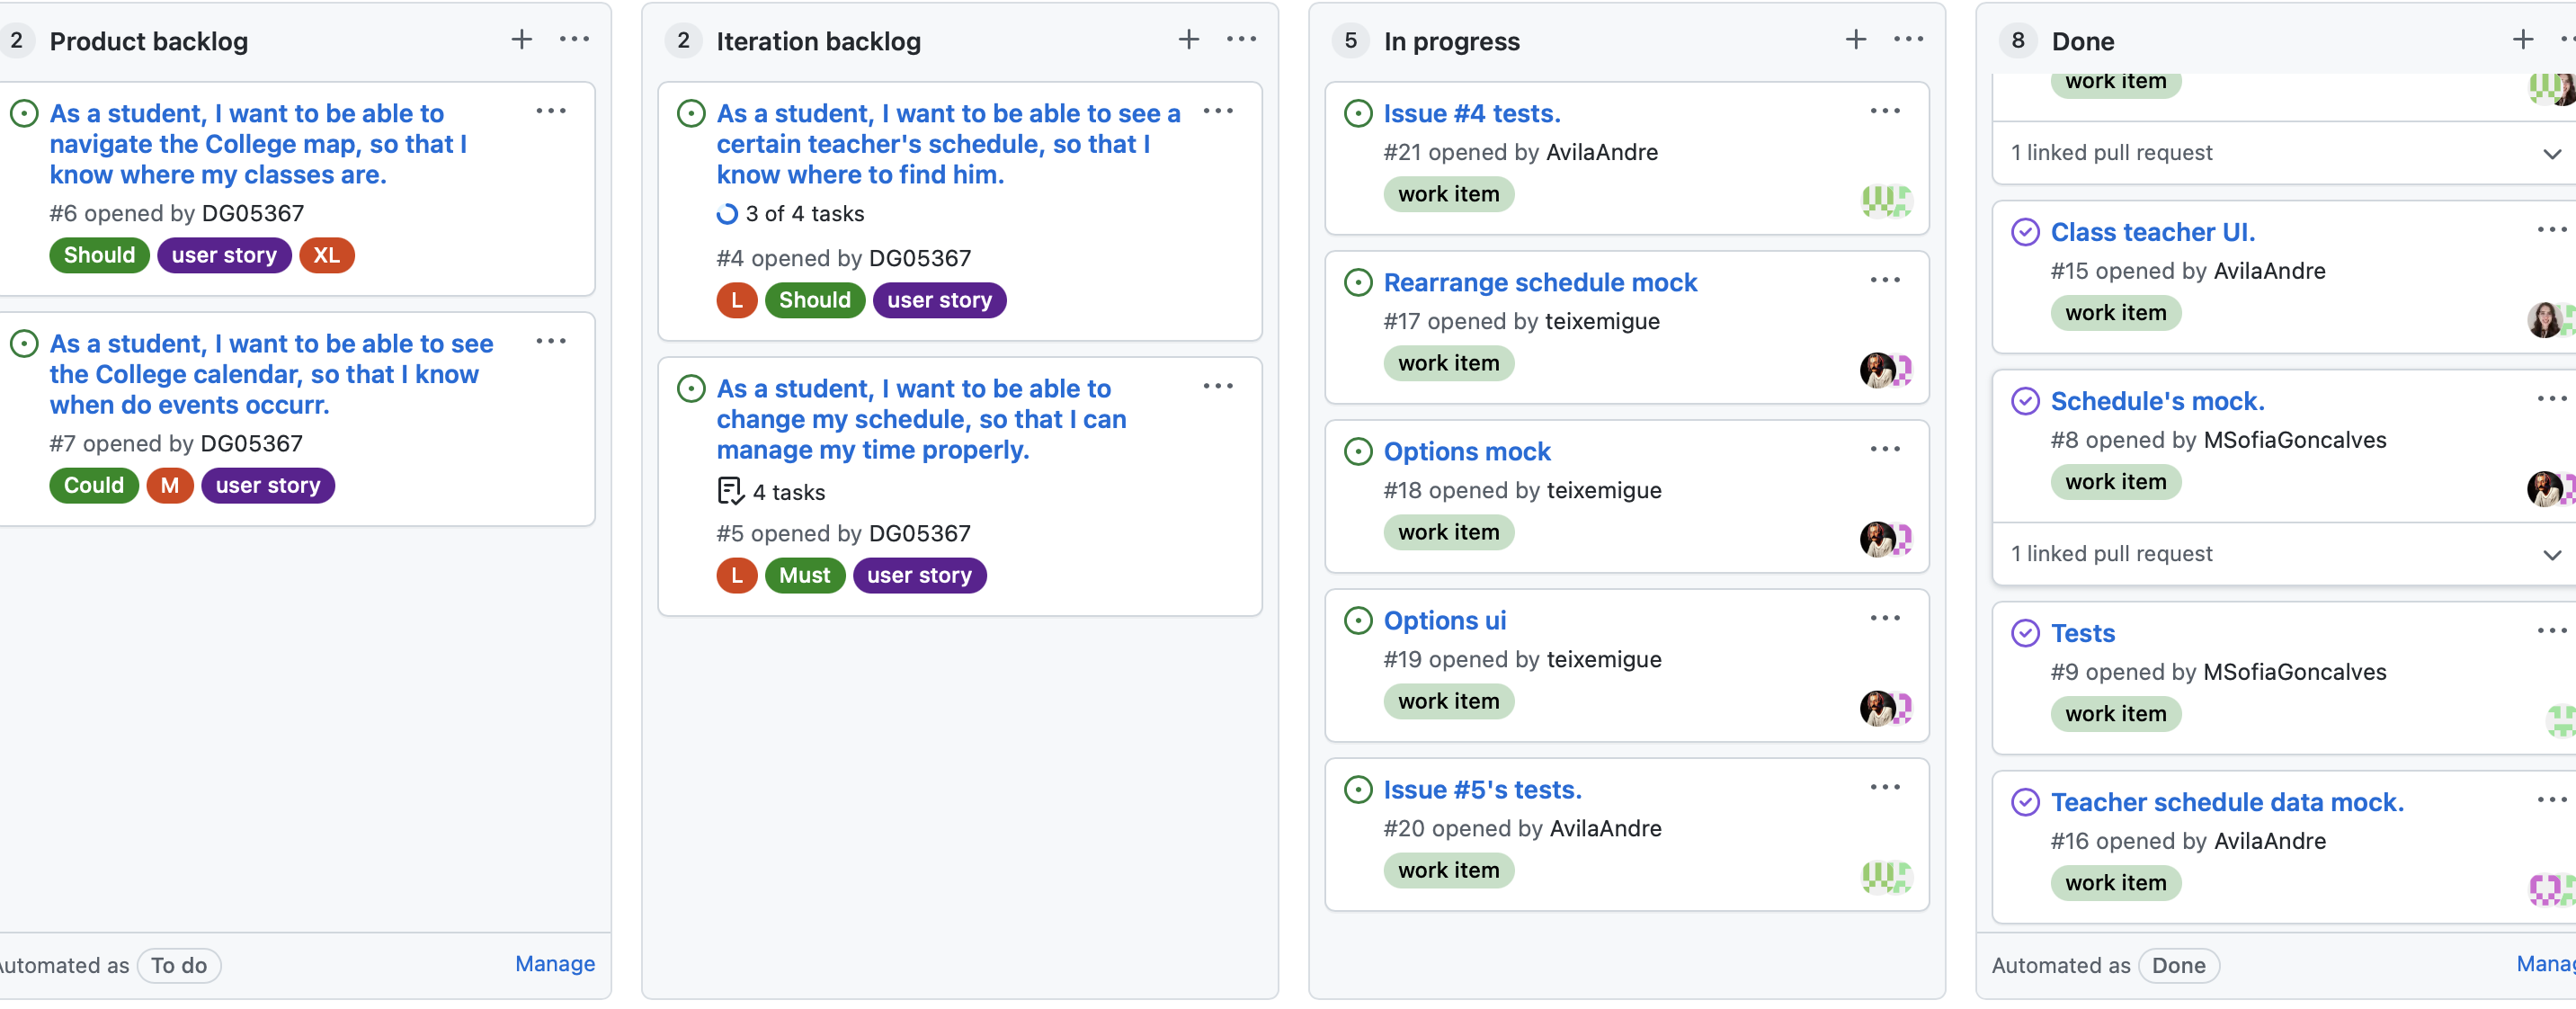 2 Product backlog
As a student, I want to be able to
navigate the College map, so that I
know where my classes are.
#6 opened by DG05367
Should user story XL
As a student, I want to be able to see
the College calendar, so that I know
when do events occurr.
#7 opened by DG05367
Could M user story
Automated as To do Manage
2 Iteration backlog
As a student, I want to be able to see a
certain teacher's schedule, so that I
know where to find him.
3 of 4 tasks
#4 opened by DG05367
L Should user story
As a student, I want to be able to
change my schedule, so that I can
manage my time properly.
4 tasks
#5 opened by DG05367
L Must user story
5 In progress
Issue #4 tests.
#21 opened by AvilaAndre
work item
Rearrange schedule mock
#17 opened by teixemigue
work item
Options mock
#18 opened by teixemigue
work item
Options ui
#19 opened by teixemigue
work item
Issue #5's tests.
#20 opened by AvilaAndre
work item
8 Done
work item
1 linked pull request
Class teacher UI.
#15 opened by AvilaAndre
work item
Schedule's mock.
#8 opened by MSofiaGoncalves
work item
1 linked pull request
Tests
#9 opened by MSofiaGoncalves
work item
Teacher schedule data mock.
#16 opened by AvilaAndre
work item
Automated as Done Manag